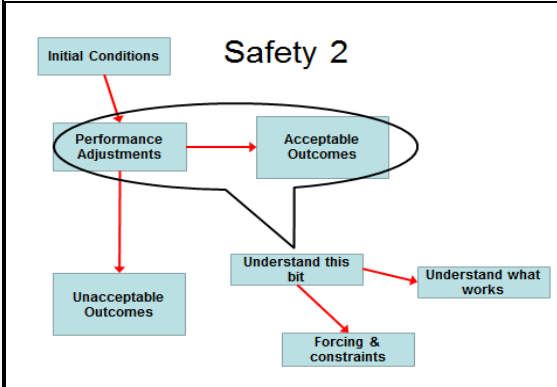 Safety 2
Initial Conditions
Performance
Adjustments
Acceptable
Outcomes
Unacceptable
Outcomes
Understand this
bit
Understand what
works
Forcing &
constraints